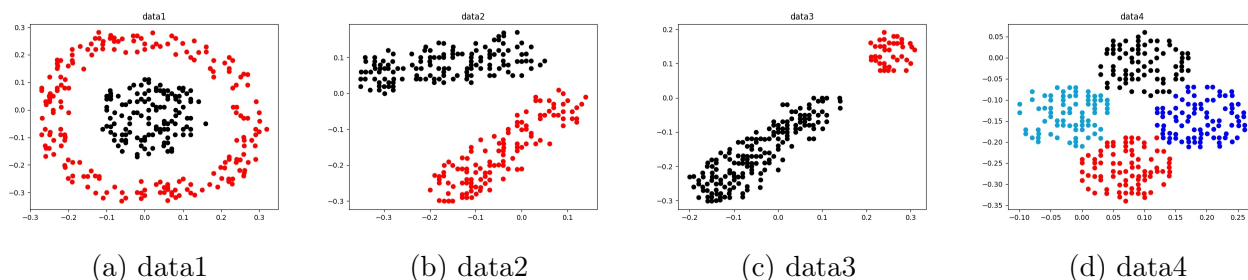 data1
0.3
0.2
0.1
0.0
−0.1
−0.2
−0.3
−0.3 −0.2 −0.1 0.0 0.1 0.2 0.3
(a) data1
data2
0.1
0.0
−0.1
−0.2
−0.3
−0.3 −0.2 −0.1 0.0 0.1
(b) data2
data3
0.2
0.1
0.0
−0.1
−0.2
−0.3
−0.2 −0.1 0.0 0.1 0.2 0.3
(c) data3
data4
0.05
0.00
−0.05
−0.10
−0.15
−0.20
−0.25
−0.30
−0.35
−0.10 −0.05 0.00 0.05 0.10 0.15 0.20 0.25
(d) data4